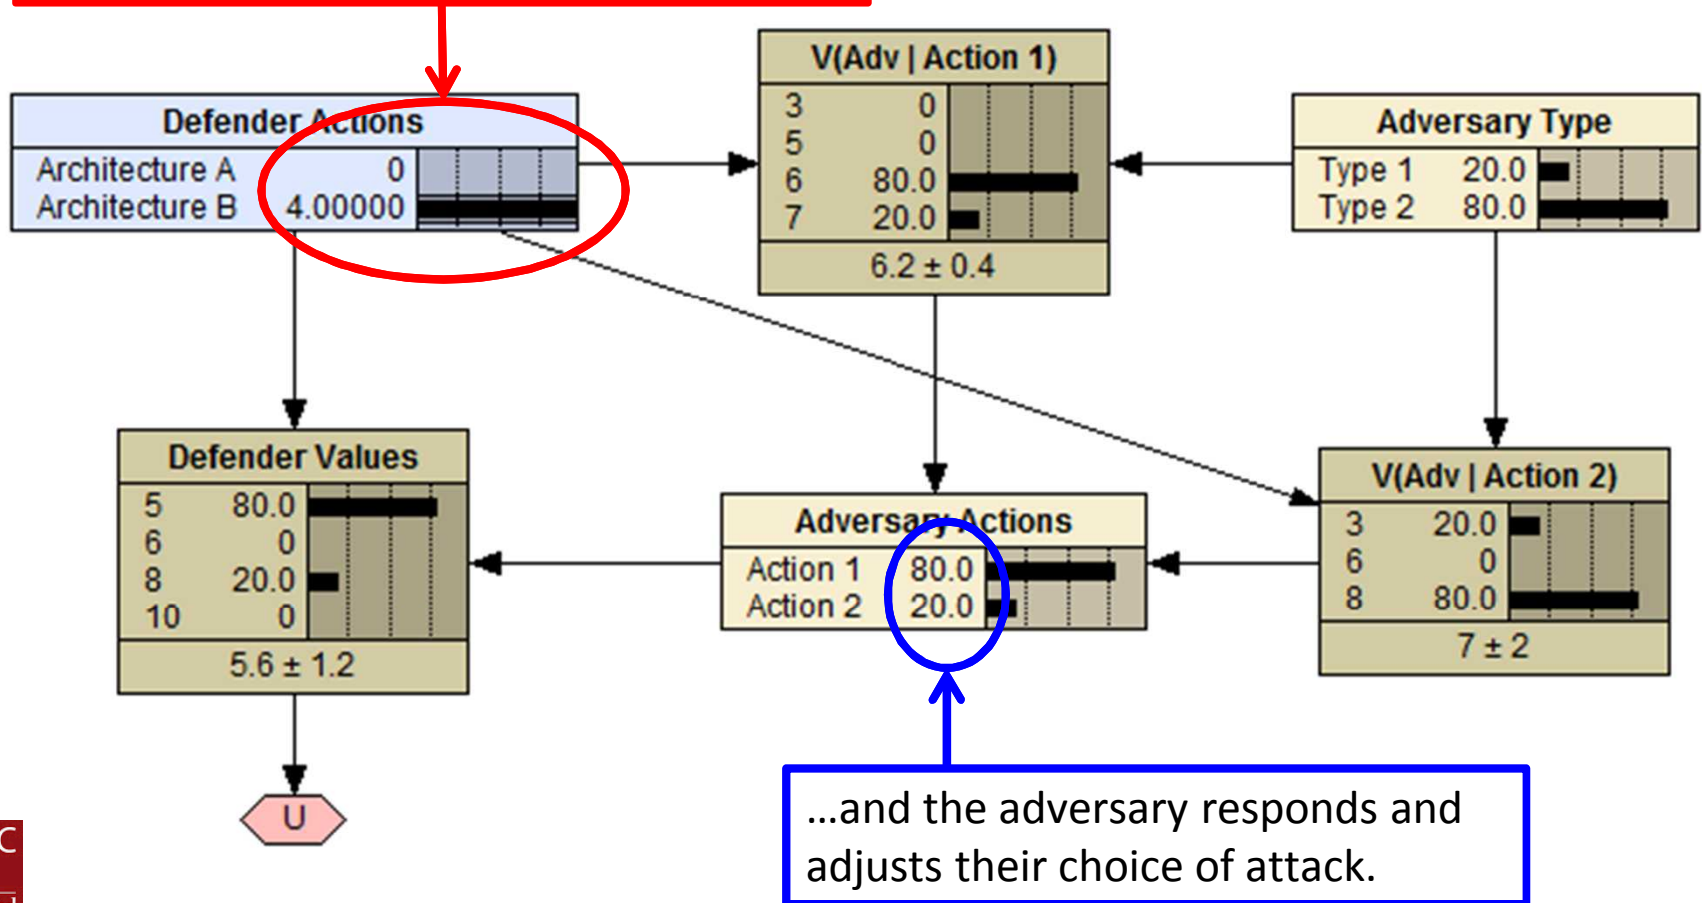 V(Adv | Action 1)
3 0
5 0
6 80.0
7 20.0
6.2 ± 0.4
Defender Actions
Architecture A 0
Architecture B 4.00000
Adversary Type
Type 1 20.0
Type 2 80.0
Defender Values
5 80.0
6 0
8 20.0
10 0
5.6 ± 1.2
Adversary Actions
Action 1 80.0
Action 2 20.0
V(Adv | Action 2)
3 20.0
6 0
8 80.0
7 ± 2
U
...and the adversary responds and
adjusts their choice of attack.
C